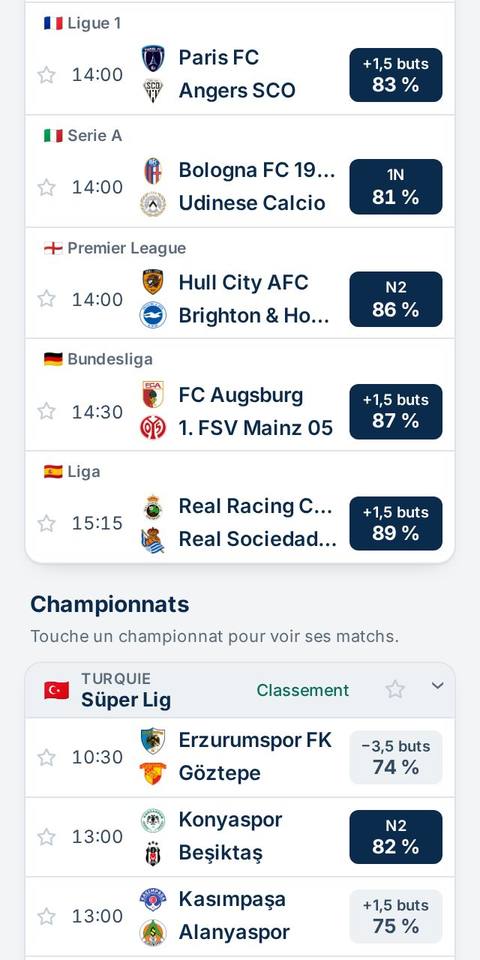 Ligue 1
14:00
Paris FC
Angers SCO
+1,5 buts
83 %
Serie A
14:00
Bologna FC 19...
Udinese Calcio
1N
81 %
Premier League
14:00
Hull City AFC
Brighton & Ho...
N2
86 %
Bundesliga
14:30
FC Augsburg
1. FSV Mainz 05
+1,5 buts
87 %
Liga
15:15
Real Racing C...
Real Sociedad...
+1,5 buts
89 %
Championnats
Touche un championnat pour voir ses matchs.
TURQUIE
Süper Lig
Classement
10:30
Erzurumspor FK
Göztepe
−3,5 buts
74 %
13:00
Konyaspor
Beşiktaş
N2
82 %
13:00
Kasımpaşa
Alanyaspor
+1,5 buts
75 %